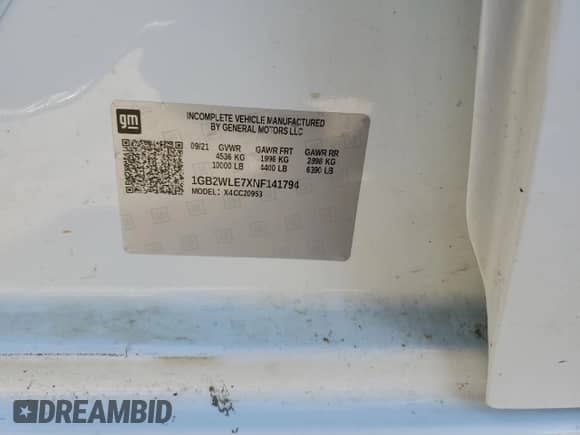 gm
INCOMPLETE VEHICLE MANUFACTURED
BY GENERAL MOTORS LLC
09/21 GVWR GAWR FRT GAWR RR
4536 KG 1996 KG 2898 KG
10000 LB 4400 LB 6390 LB
1GB2WLE7XNF141794
MODEL: X4CC20953
DREAMBID